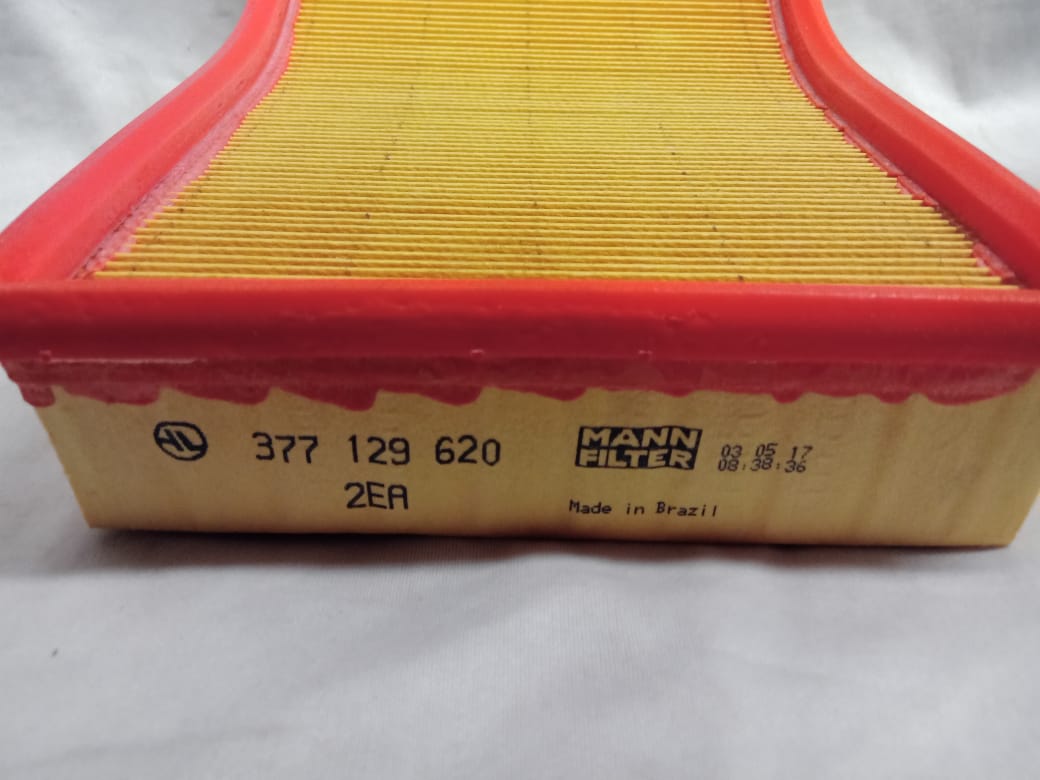 377 129 620
2EA
MANN
FILTER
03 05 17
08:38:36
Made in Brazil